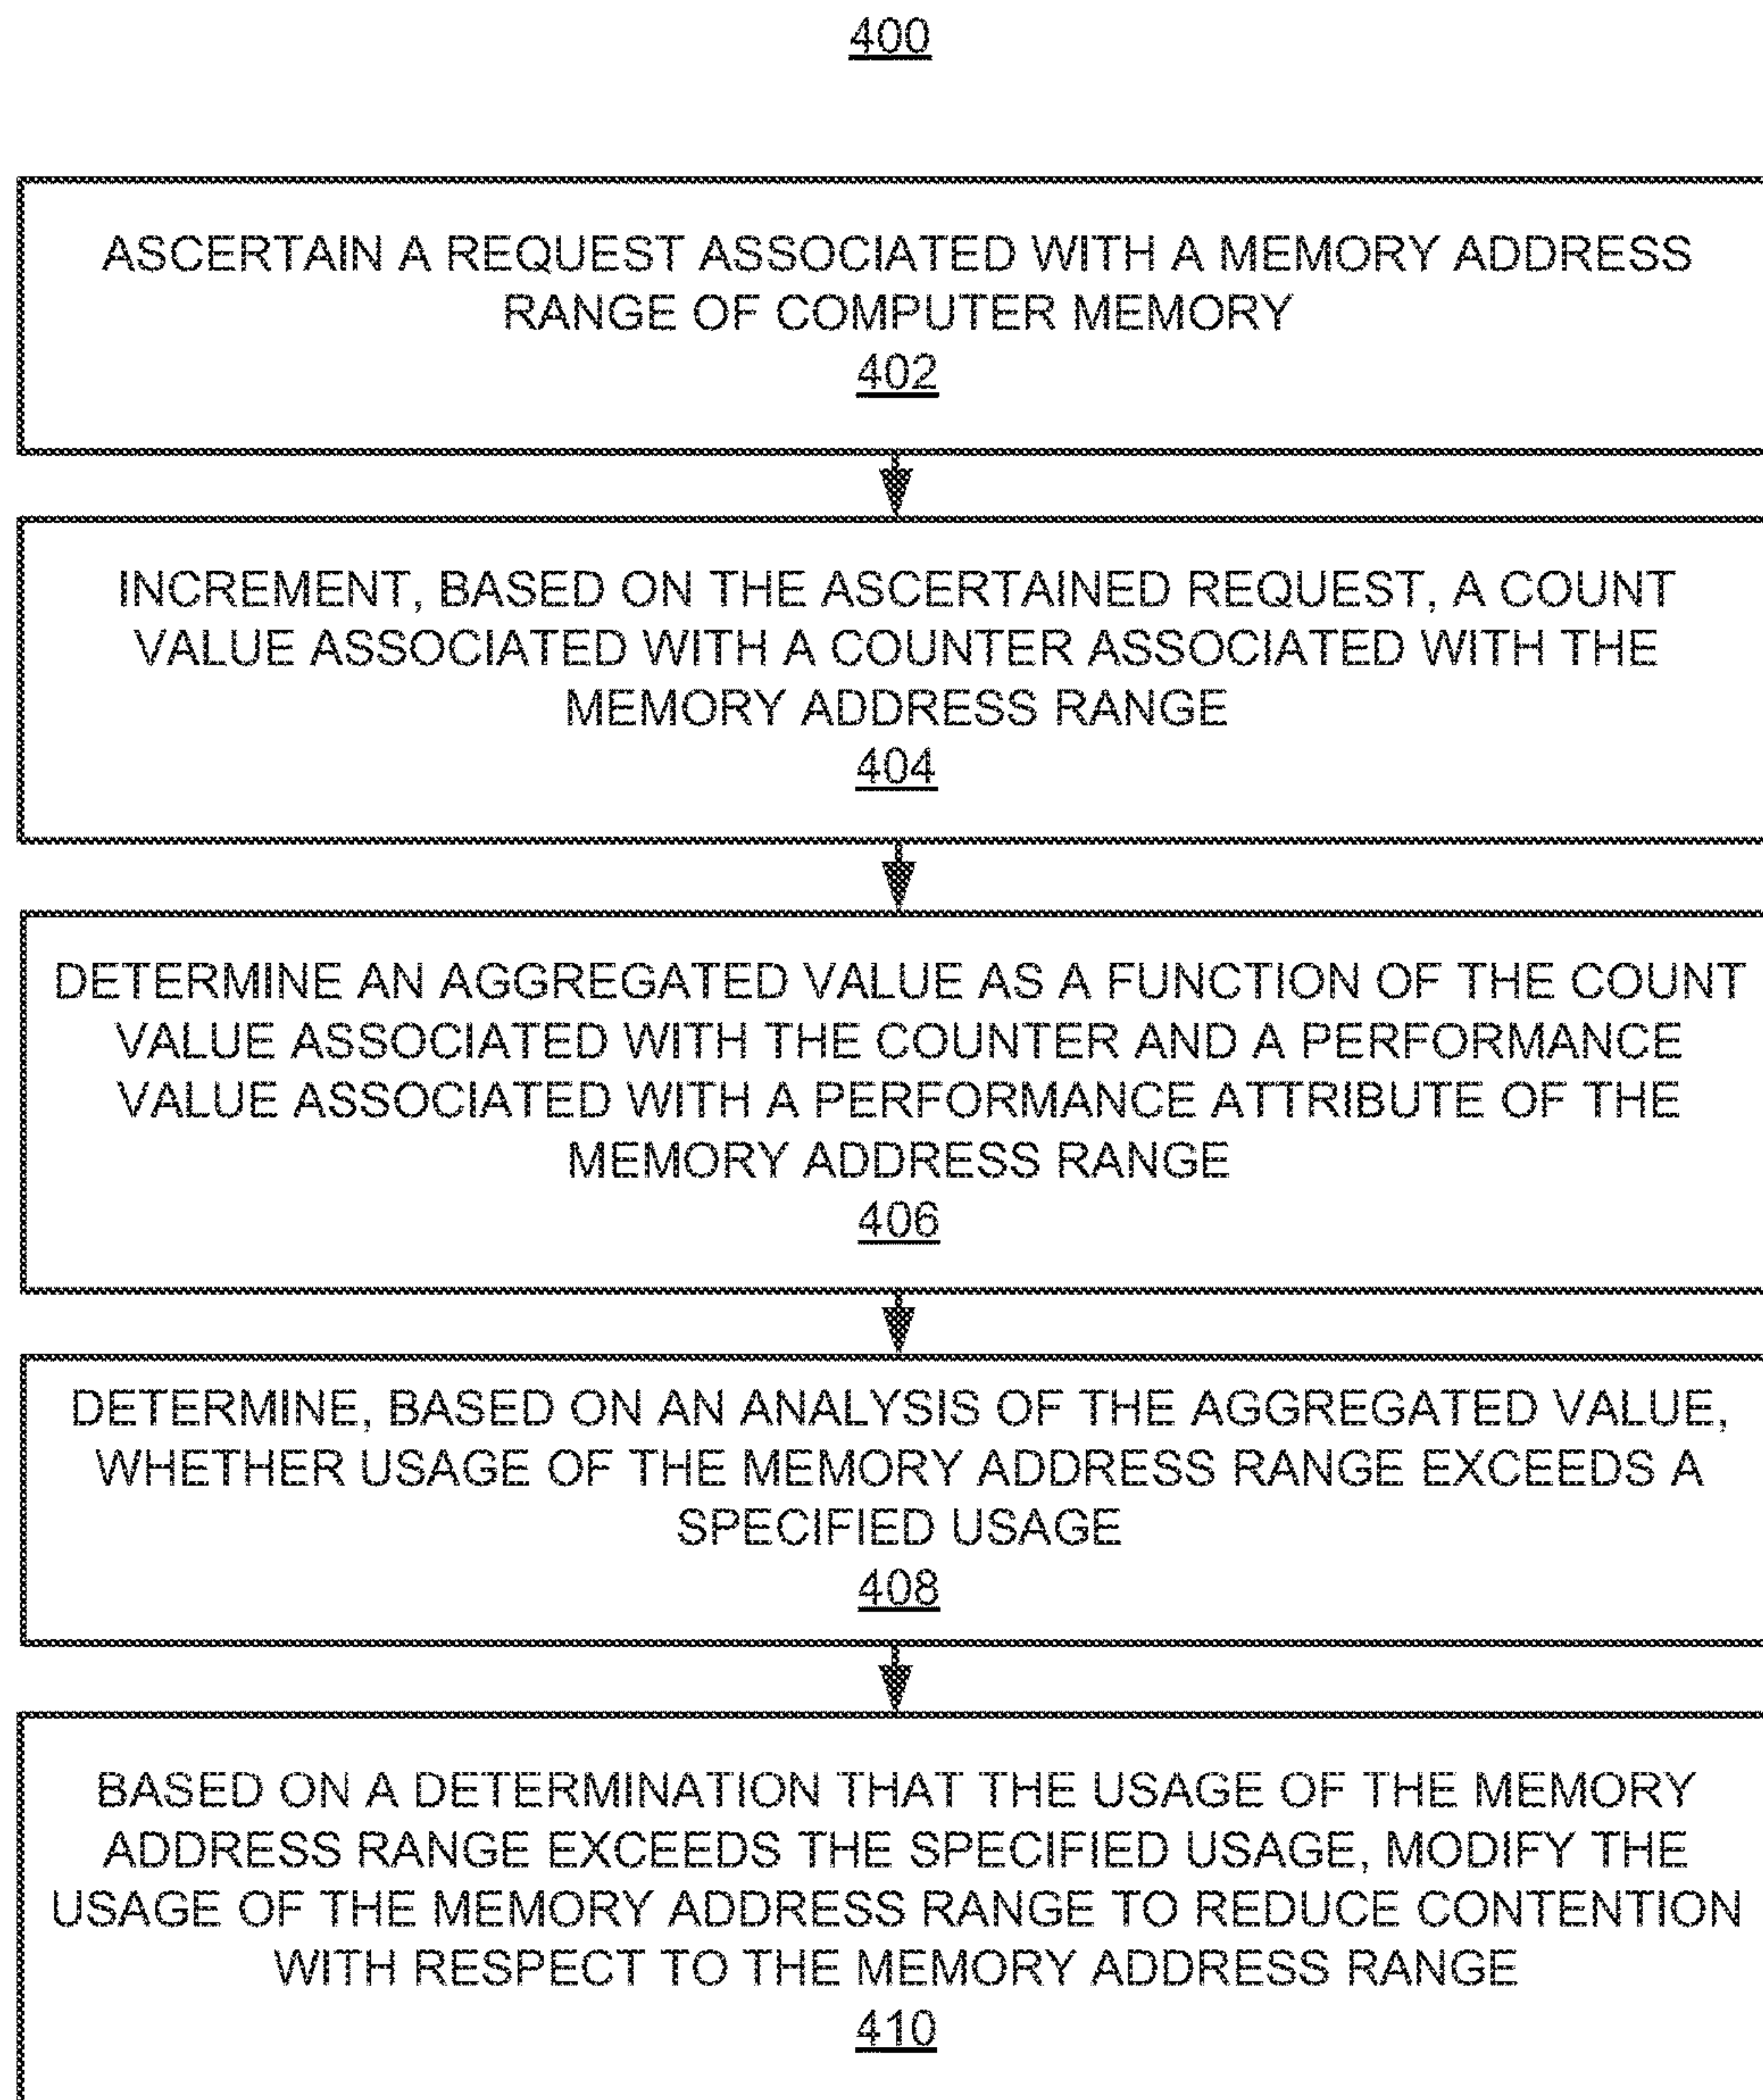 400
ASCERTAIN A REQUEST ASSOCIATED WITH A MEMORY ADDRESS
RANGE OF COMPUTER MEMORY
402
INCREMENT, BASED ON THE ASCERTAINED REQUEST, A COUNT
VALUE ASSOCIATED WITH A COUNTER ASSOCIATED WITH THE
MEMORY ADDRESS RANGE
404
DETERMINE AN AGGREGATED VALUE AS A FUNCTION OF THE COUNT
VALUE ASSOCIATED WITH THE COUNTER AND A PERFORMANCE
VALUE ASSOCIATED WITH A PERFORMANCE ATTRIBUTE OF THE
MEMORY ADDRESS RANGE
406
DETERMINE, BASED ON AN ANALYSIS OF THE AGGREGATED VALUE,
WHETHER USAGE OF THE MEMORY ADDRESS RANGE EXCEEDS A
SPECIFIED USAGE
408
BASED ON A DETERMINATION THAT THE USAGE OF THE MEMORY
ADDRESS RANGE EXCEEDS THE SPECIFIED USAGE, MODIFY THE
USAGE OF THE MEMORY ADDRESS RANGE TO REDUCE CONTENTION
WITH RESPECT TO THE MEMORY ADDRESS RANGE
410